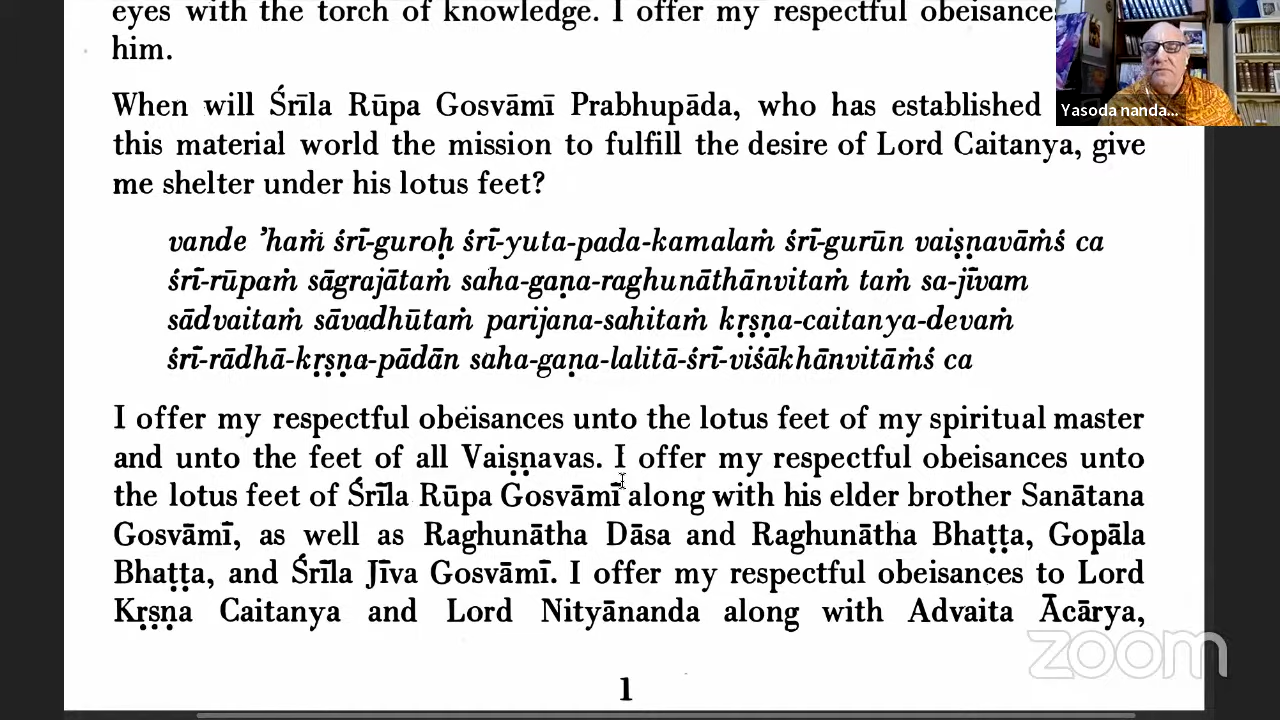 eyes with the torch of knowledge. I offer my respectful obeisance
him.
When will Śrīla Rūpa Gosvāmī Prabhupāda, who has established
this material world the mission to fulfill the desire of Lord Caitanya, give
me shelter under his lotus feet?
vande ’haṁ śrī-guroḥ śrī-yuta-pada-kamalaṁ śrī-gurūn vaiṣṇavāṁś ca
śrī-rūpaṁ sāgrajātaṁ saha-gaṇa-raghunāthānvitaṁ taṁ sa-jīvam
sādvaitaṁ sāvadhūtaṁ parijana-sahitaṁ kṛṣṇa-caitanya-devaṁ
śrī-rādhā-kṛṣṇa-pādān saha-gaṇa-lalitā-śrī-viśākhānvitāṁś ca
I offer my respectful obeisances unto the lotus feet of my spiritual master
and unto the feet of all Vaiṣṇavas. I offer my respectful obeisances unto
the lotus feet of Śrīla Rūpa Gosvāmī along with his elder brother Sanātana
Gosvāmī, as well as Raghunātha Dāsa and Raghunātha Bhaṭṭa, Gopāla
Bhaṭṭa, and Śrīla Jīva Gosvāmī. I offer my respectful obeisances to Lord
Kṛṣṇa Caitanya and Lord Nityānanda along with Advaita Ācārya,
1
Yasoda nanda...
zoom